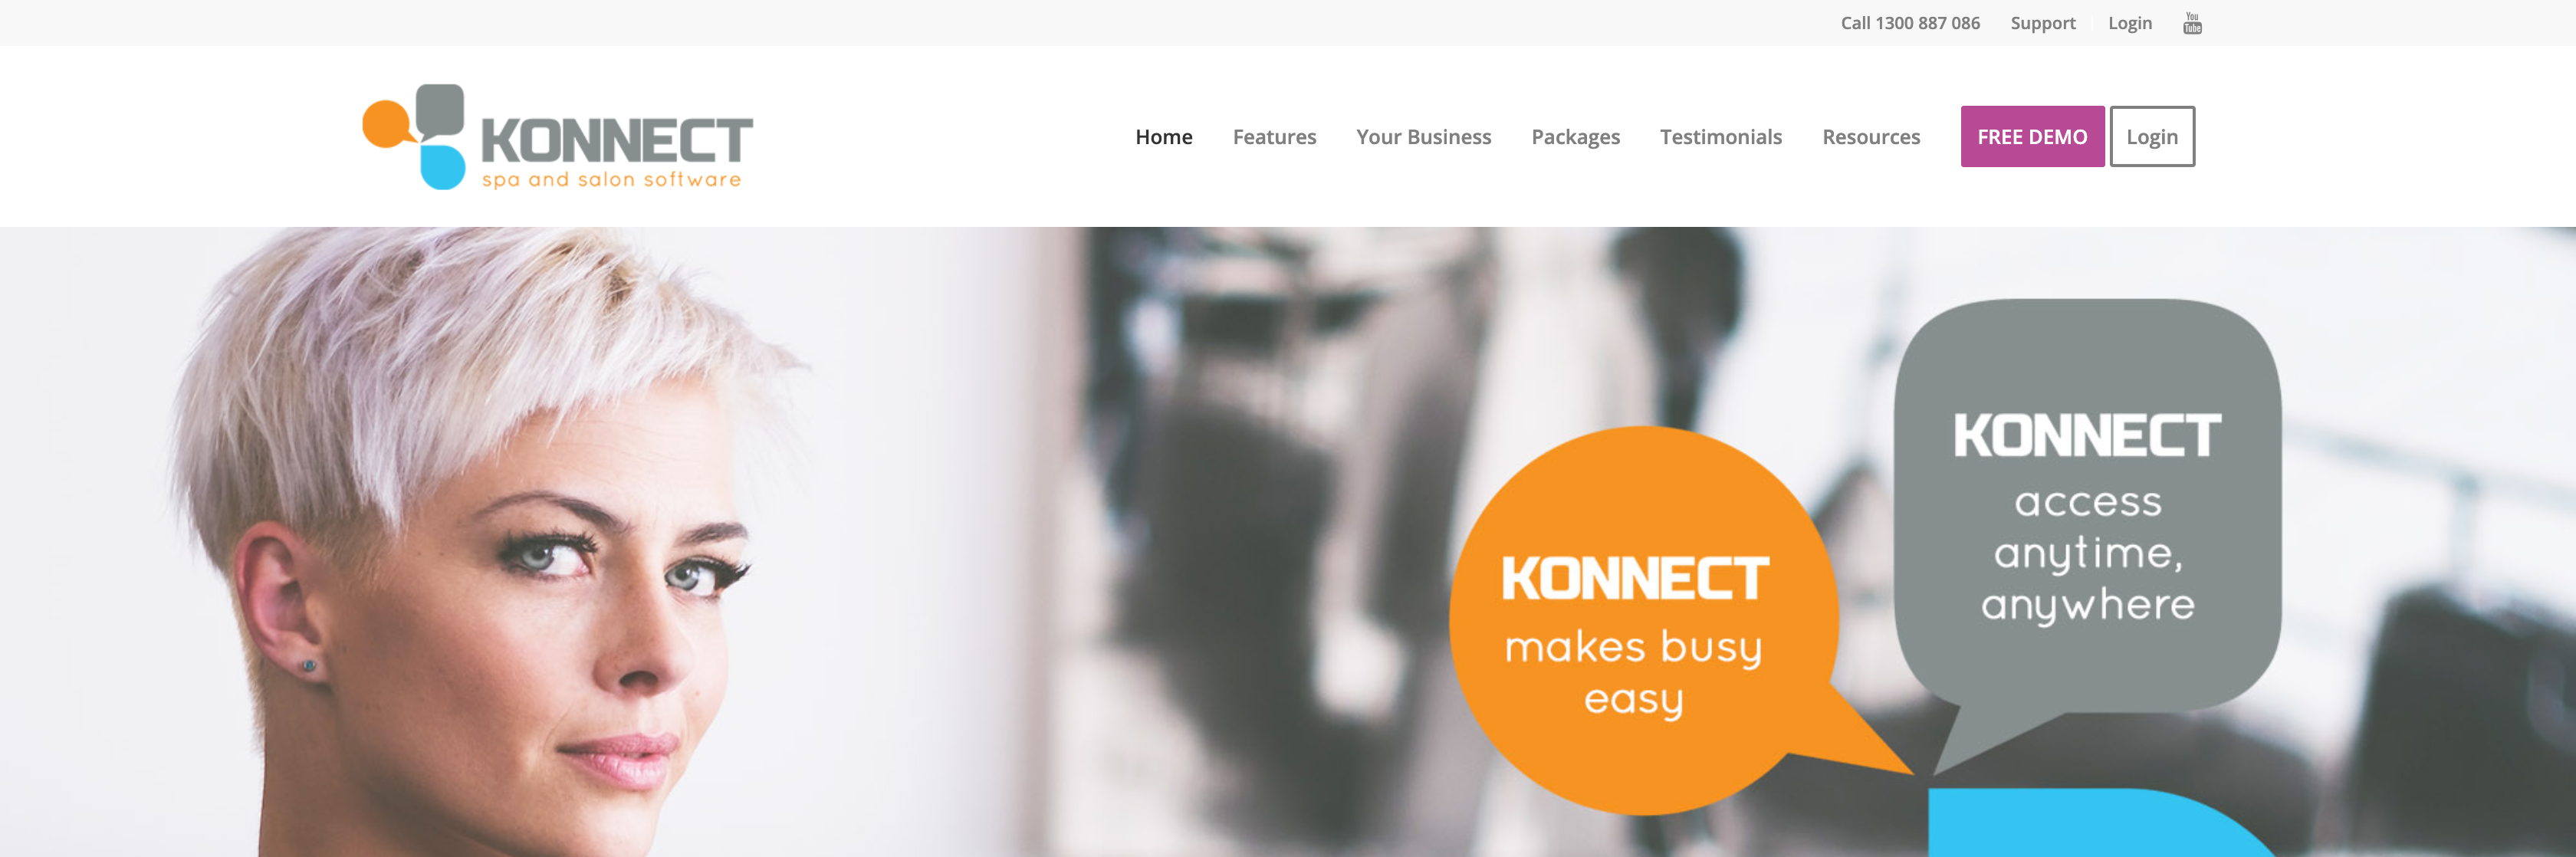 Call 1300 887 086 Support Login You Tube
KONNECT
spa and salon software
Home Features Your Business Packages Testimonials Resources FREE DEMO Login
KONNECT
makes busy
easy
KONNECT
access
anytime,
anywhere